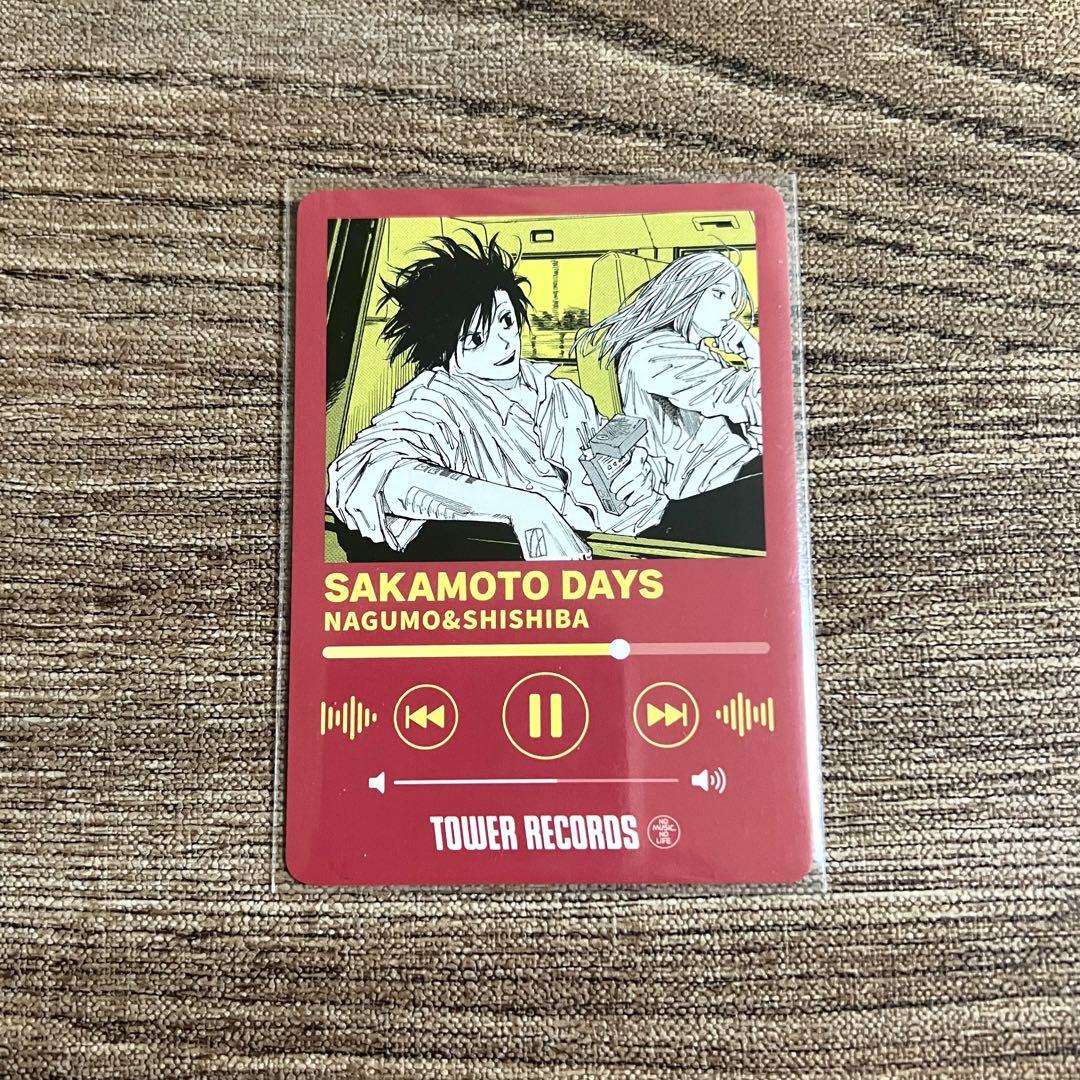 SAKAMOTO DAYS
NAGUMO&SHISHIBA
TOWER RECORDS
NO
MUSIC,
NO
LIFE